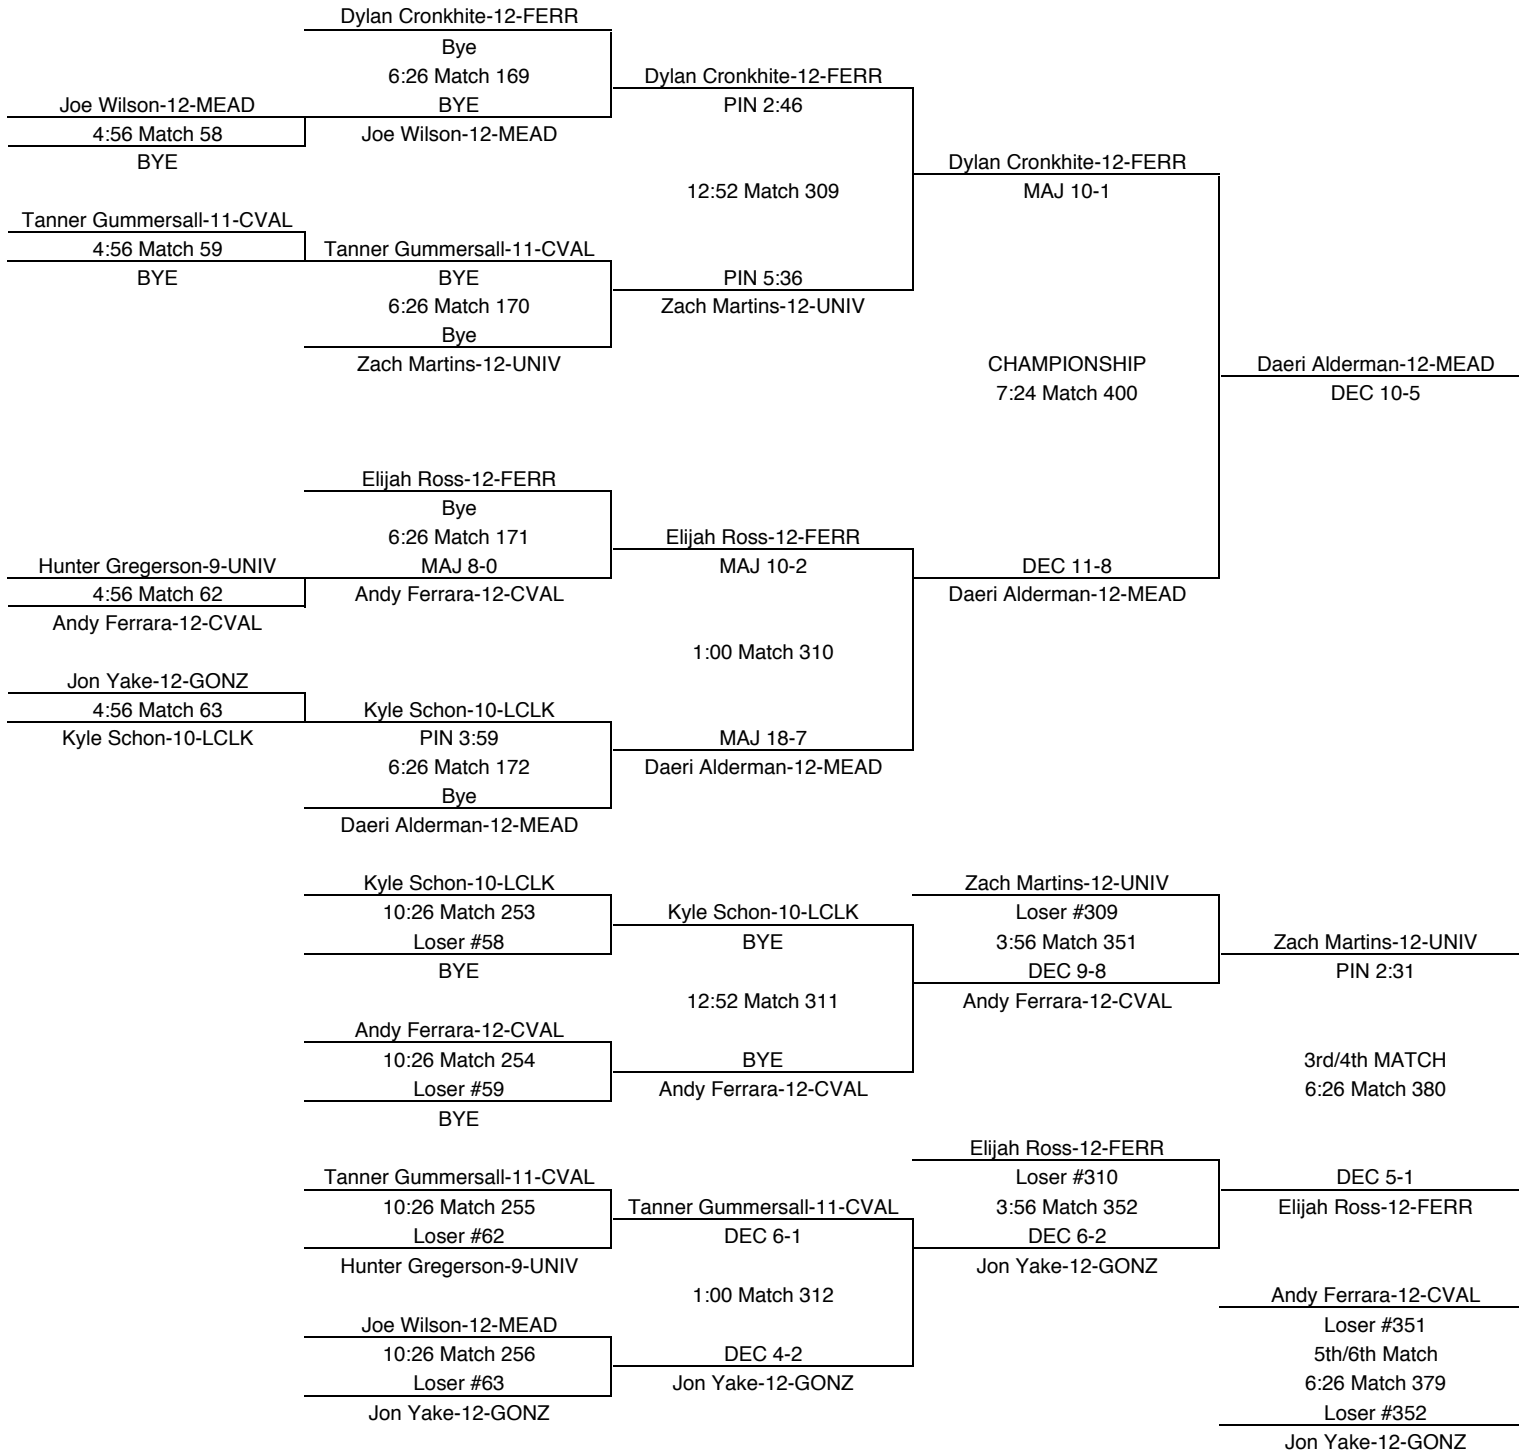 Dylan Cronkhite-12-FERR
Bye
6:26 Match 169
BYE
Joe Wilson-12-MEAD
Joe Wilson-12-MEAD
4:56 Match 58
BYE
Dylan Cronkhite-12-FERR
PIN 2:46
12:52 Match 309
PIN 5:36
Zach Martins-12-UNIV
Tanner Gummersall-11-CVAL
4:56 Match 59
BYE
Tanner Gummersall-11-CVAL
BYE
6:26 Match 170
Bye
Zach Martins-12-UNIV
Dylan Cronkhite-12-FERR
MAJ 10-1
CHAMPIONSHIP
7:24 Match 400
Daeri Alderman-12-MEAD
DEC 10-5
Elijah Ross-12-FERR
Bye
6:26 Match 171
MAJ 8-0
Andy Ferrara-12-CVAL
Hunter Gregerson-9-UNIV
4:56 Match 62
Andy Ferrara-12-CVAL
Elijah Ross-12-FERR
MAJ 10-2
1:00 Match 310
MAJ 18-7
Daeri Alderman-12-MEAD
DEC 11-8
Daeri Alderman-12-MEAD
Jon Yake-12-GONZ
4:56 Match 63
Kyle Schon-10-LCLK
Kyle Schon-10-LCLK
PIN 3:59
6:26 Match 172
Bye
Daeri Alderman-12-MEAD
Kyle Schon-10-LCLK
10:26 Match 253
Loser #58
BYE
Kyle Schon-10-LCLK
BYE
12:52 Match 311
BYE
Andy Ferrara-12-CVAL
Andy Ferrara-12-CVAL
10:26 Match 254
Loser #59
BYE
Zach Martins-12-UNIV
Loser #309
3:56 Match 351
DEC 9-8
Andy Ferrara-12-CVAL
Zach Martins-12-UNIV
PIN 2:31
3rd/4th MATCH
6:26 Match 380
DEC 5-1
Elijah Ross-12-FERR
Tanner Gummersall-11-CVAL
10:26 Match 255
Loser #62
Hunter Gregerson-9-UNIV
Tanner Gummersall-11-CVAL
DEC 6-1
1:00 Match 312
DEC 4-2
Jon Yake-12-GONZ
Elijah Ross-12-FERR
Loser #310
3:56 Match 352
DEC 6-2
Jon Yake-12-GONZ
Joe Wilson-12-MEAD
10:26 Match 256
Loser #63
Jon Yake-12-GONZ
Andy Ferrara-12-CVAL
Loser #351
5th/6th Match
6:26 Match 379
Loser #352
Jon Yake-12-GONZ